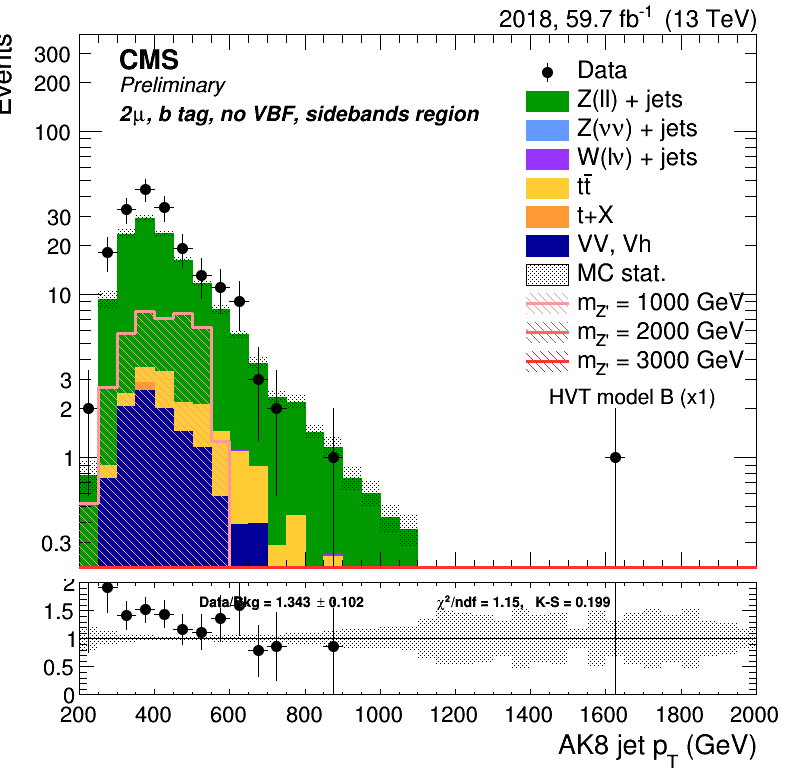 2018, 59.7 fb⁻¹ (13 TeV)
Events
CMS
Preliminary
2μ, b tag, no VBF, sidebands region
Data
Z(ll) + jets
Z(νν) + jets
W(lν) + jets
tt̄
t+X
VV, Vh
MC stat.
m_Z' = 1000 GeV
m_Z' = 2000 GeV
m_Z' = 3000 GeV
HVT model B (x1)
300
200
100
30
20
10
3
2
1
0.3
Data/Bkg = 1.343 ± 0.102
χ²/ndf = 1.15, K-S = 0.199
2
1.5
1
0.5
0
200 400 600 800 1000 1200 1400 1600 1800 2000
AK8 jet p_T (GeV)